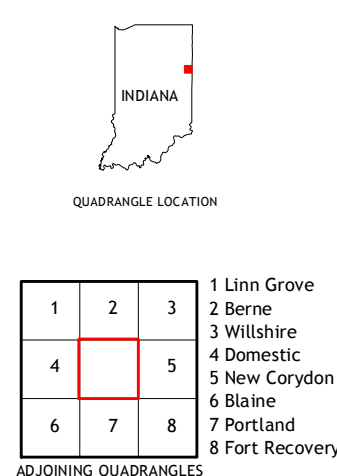 INDIANA
QUADRANGLE LOCATION
1 2 3
4 5
6 7 8
1 Linn Grove
2 Berne
3 Willshire
4 Domestic
5 New Corydon
6 Blaine
7 Portland
8 Fort Recovery
ADJOINING QUADRANGLES